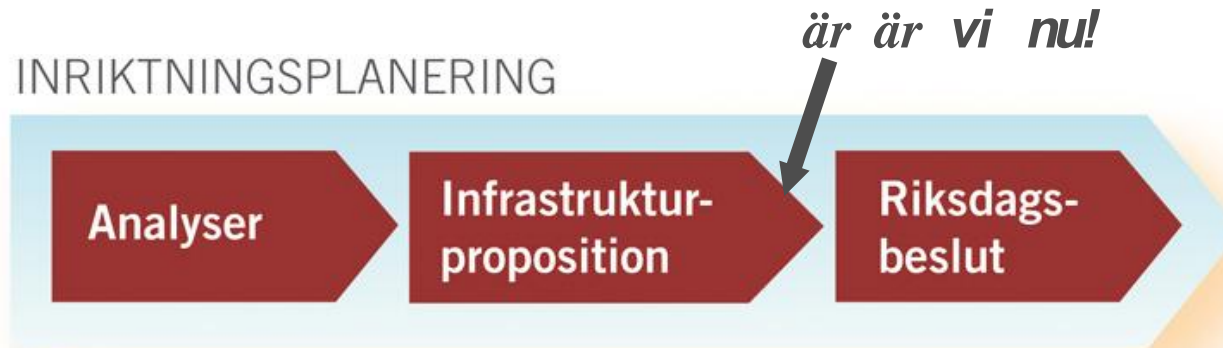 är är vi nu!
INRIKTNINGSPLANERING
Analyser
Infrastruktur-
proposition
Riksdags-
beslut